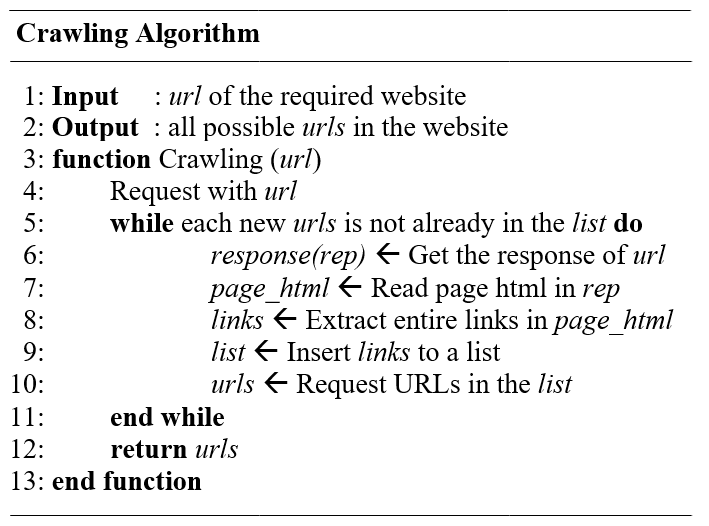 Crawling Algorithm
1: Input : url of the required website
2: Output : all possible urls in the website
3: function Crawling (url)
4: Request with url
5: while each new urls is not already in the list do
6: response(rep) ← Get the response of url
7: page_html ← Read page html in rep
8: links ← Extract entire links in page_html
9: list ← Insert links to a list
10: urls ← Request URLs in the list
11: end while
12: return urls
13: end function